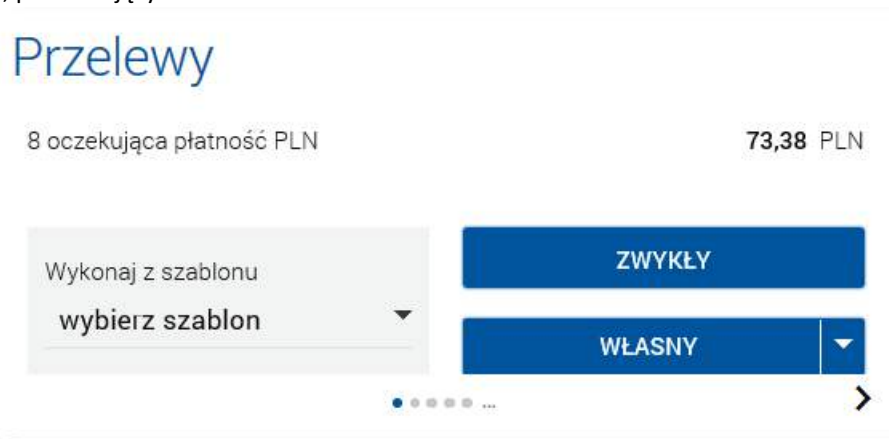 Przelewy
8 oczekująca płatność PLN 73,38 PLN
Wykonaj z szablonu
wybierz szablon
ZWYKŁY
WŁASNY
...